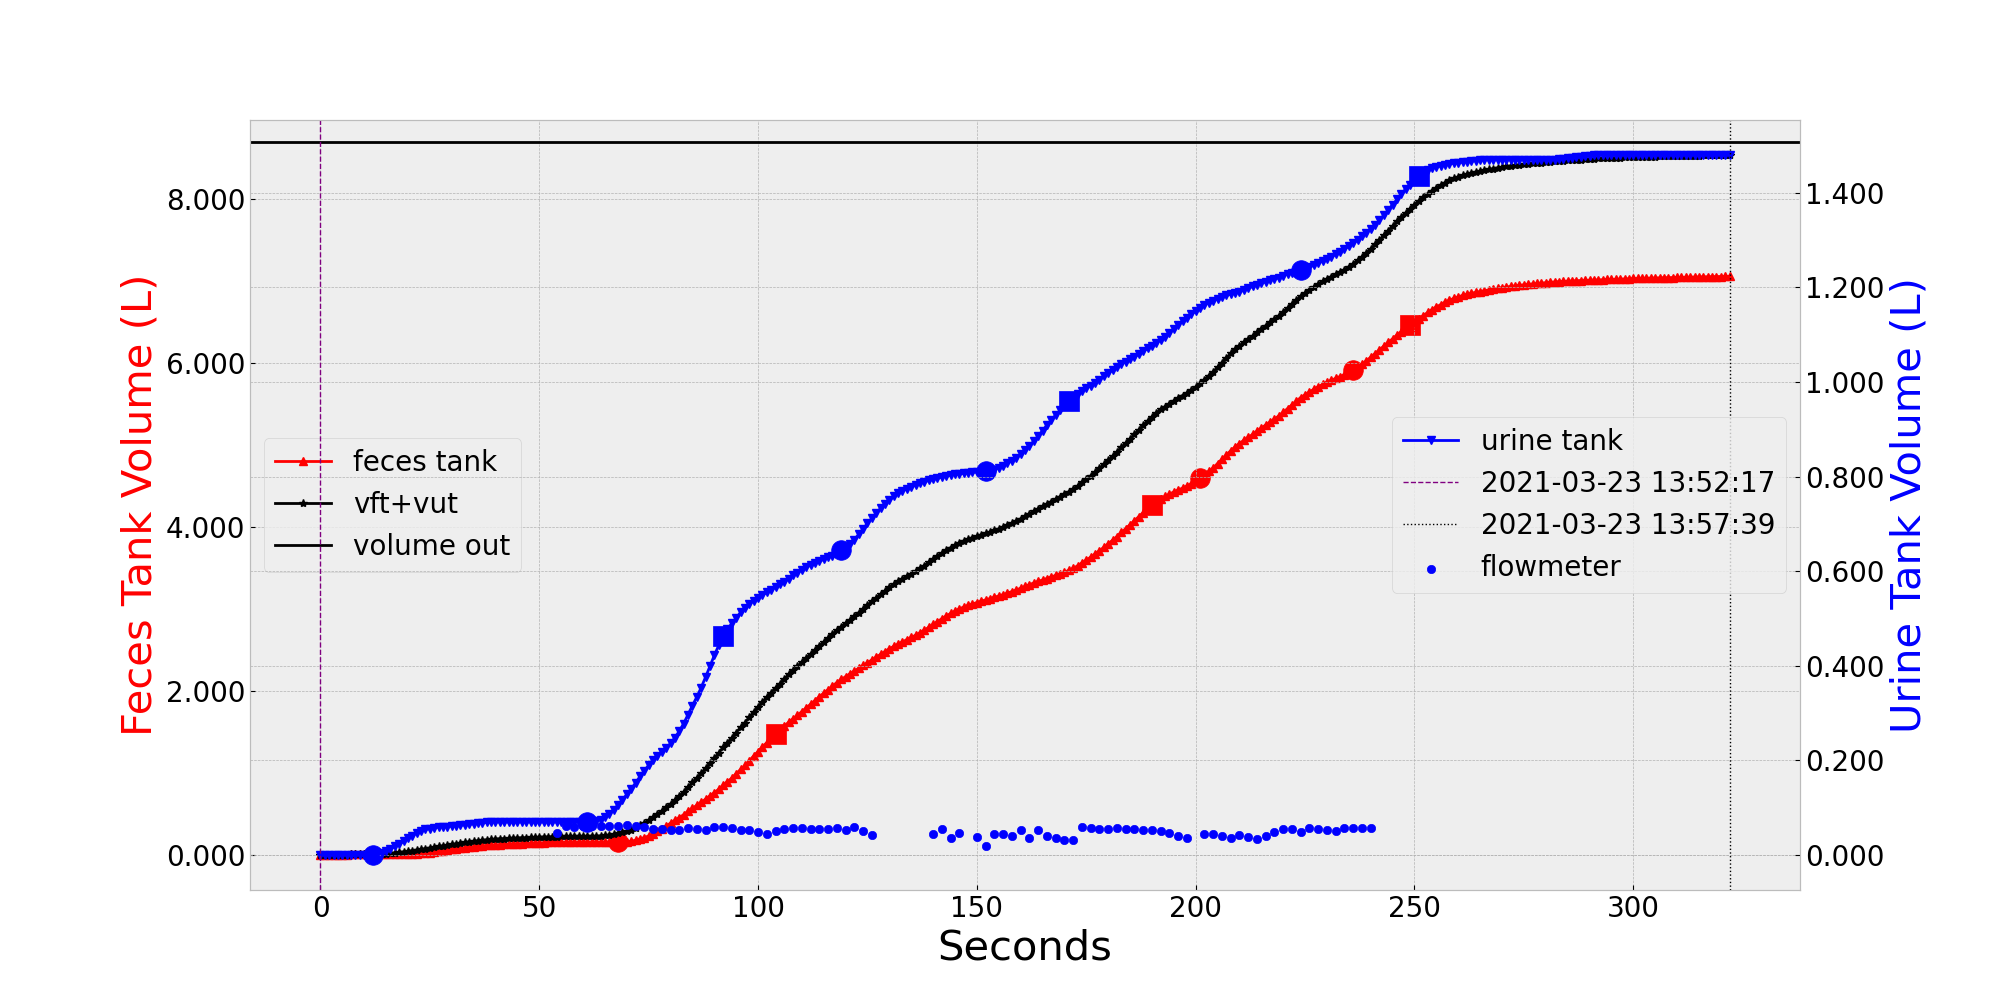 8.000
6.000
4.000
2.000
0.000
Feces Tank Volume (L)
feces tank
vft+vut
volume out
urine tank
2021-03-23 13:52:17
2021-03-23 13:57:39
flowmeter
1.400
1.200
1.000
0.800
0.600
0.400
0.200
0.000
Urine Tank Volume (L)
0 50 100 150 200 250 300
Seconds